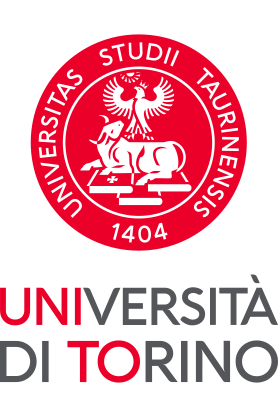 UNIVERSITAS STUDII TAURINENSIS
1404
UNIVERSITÀ
DI TORINO